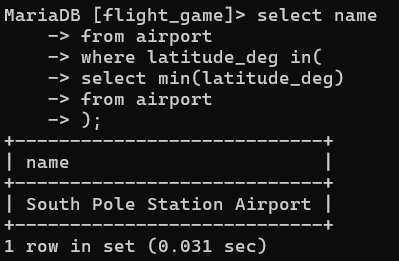 MariaDB [flight_game]> select name
    -> from airport
    -> where latitude_deg in(
    -> select min(latitude_deg)
    -> from airport
    -> );
+----------------------------+
| name                       |
+----------------------------+
| South Pole Station Airport |
+----------------------------+
1 row in set (0.031 sec)